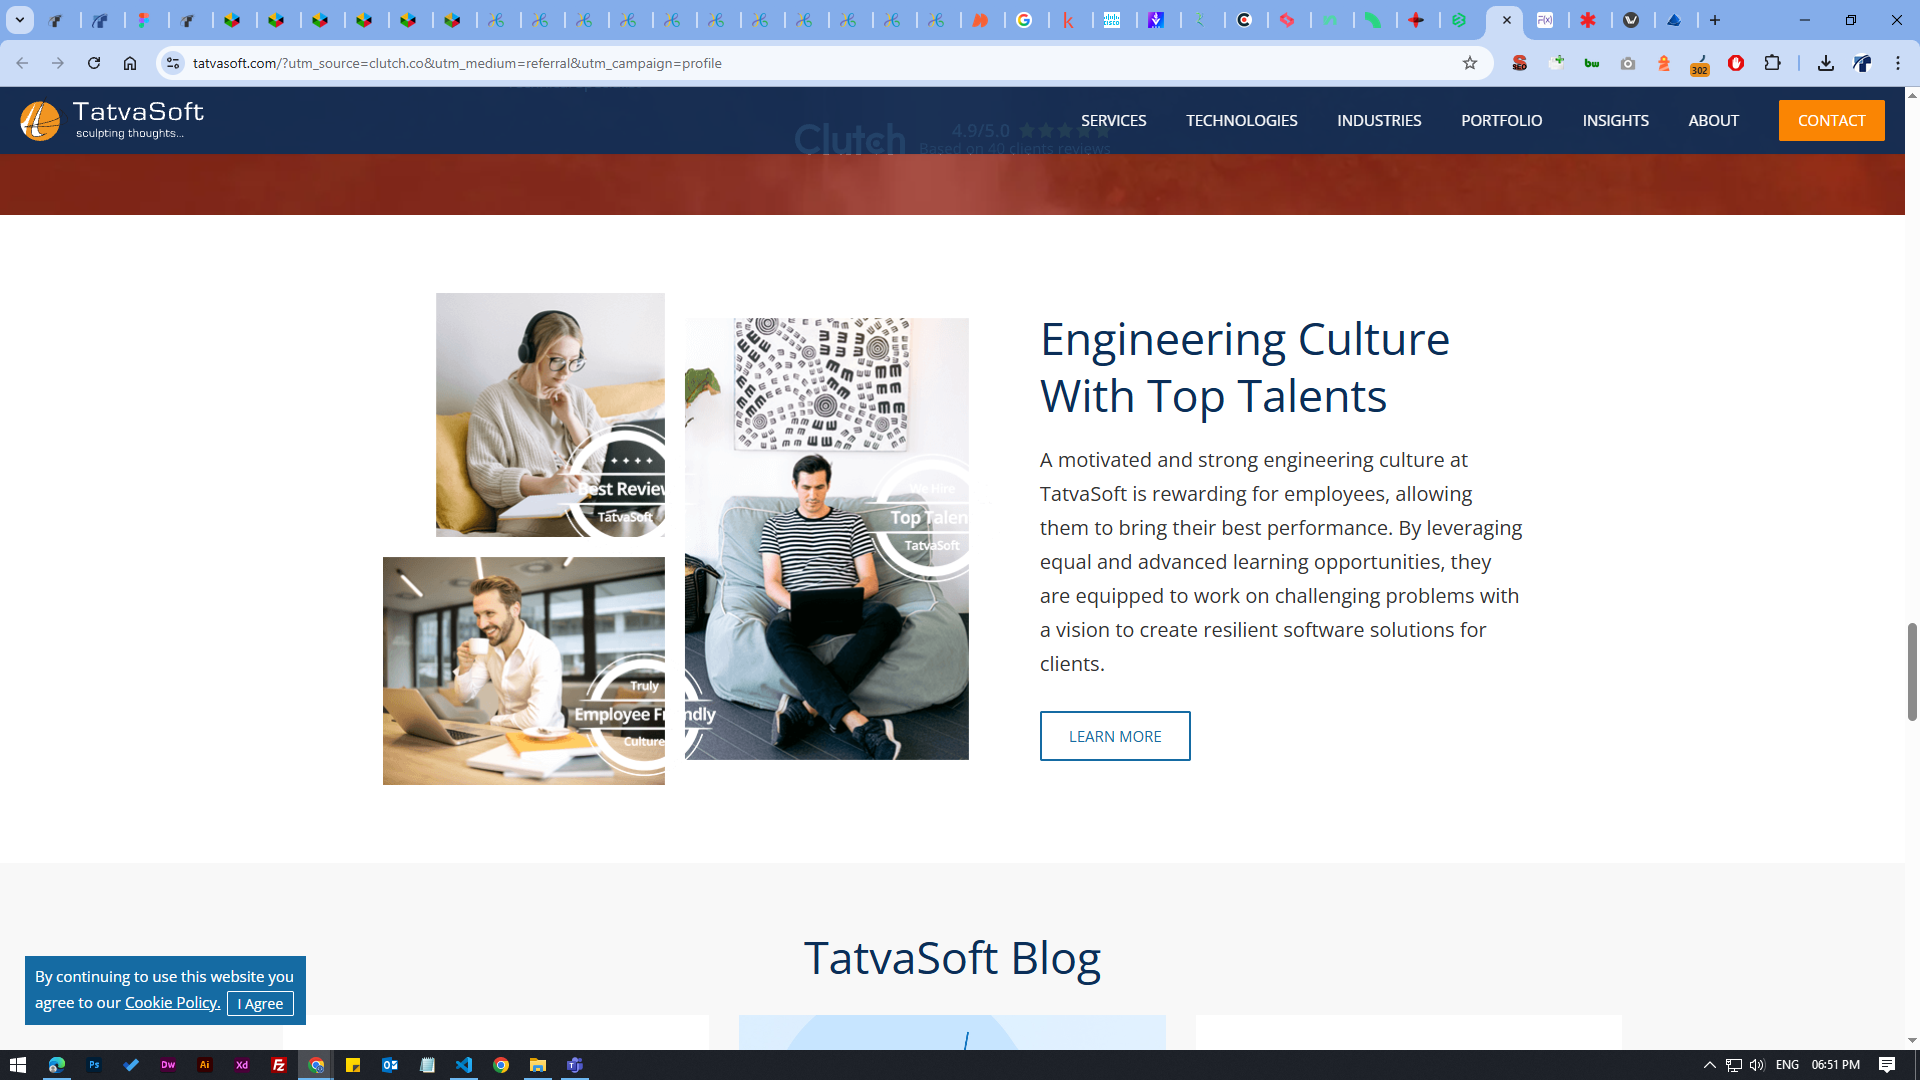 tatvasoft.com/?utm_source=clutch.co&utm_medium=referral&utm_campaign=profile
302
TatvaSoft
sculpting thoughts...
SERVICES
TECHNOLOGIES
INDUSTRIES
PORTFOLIO
INSIGHTS
ABOUT
CONTACT
Clutch
4.9/5.0
Based on 40 clients reviews
Best Review
TatvaSoft
We Hire
Top Talen
TatvaSoft
Truly
Employee Friendly
Culture
Engineering Culture
With Top Talents
A motivated and strong engineering culture at
TatvaSoft is rewarding for employees, allowing
them to bring their best performance. By leveraging
equal and advanced learning opportunities, they
are equipped to work on challenging problems with
a vision to create resilient software solutions for
clients.
LEARN MORE
TatvaSoft Blog
By continuing to use this website you
agree to our Cookie Policy. I Agree
ENG
06:51 PM